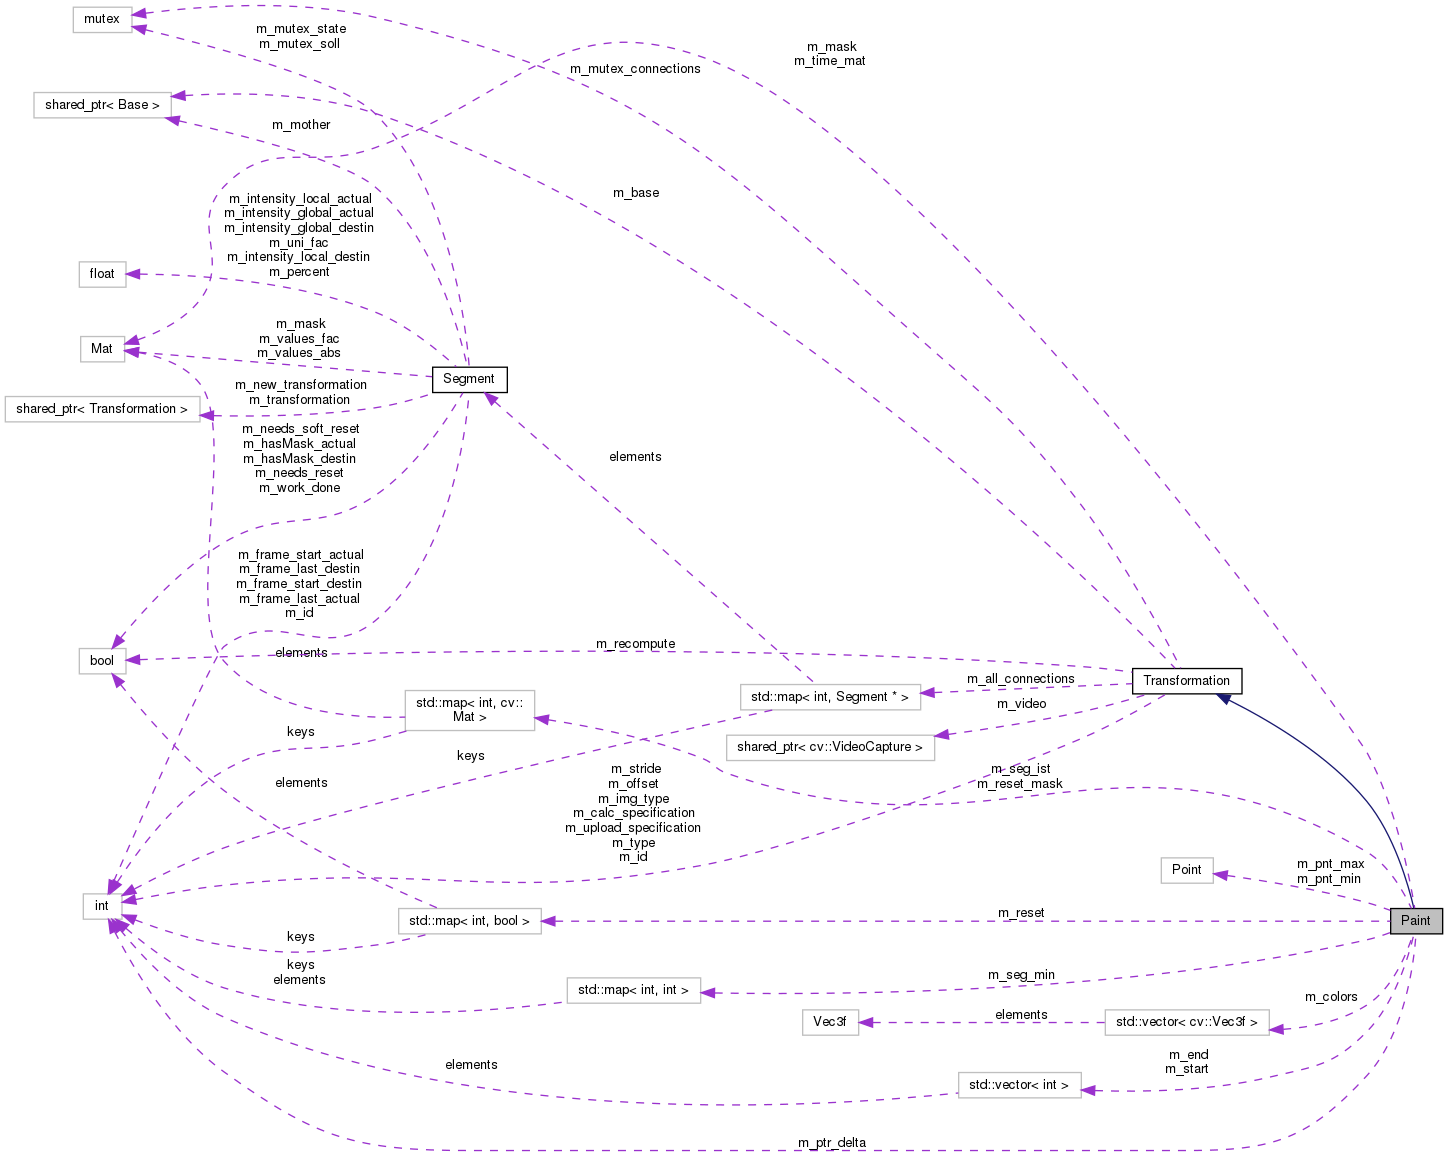 mutex
m_mutex_state
m_mutex_soll
m_mask
m_time_mat
m_mutex_connections
shared_ptr< Base >
m_mother
m_base
m_intensity_local_actual
m_intensity_global_actual
m_intensity_global_destin
m_uni_fac
m_intensity_local_destin
m_percent
float
m_mask
m_values_fac
m_values_abs
Mat
Segment
m_new_transformation
m_transformation
shared_ptr< Transformation >
m_needs_soft_reset
m_hasMask_actual
m_hasMask_destin
m_needs_reset
m_work_done
elements
m_frame_start_actual
m_frame_last_destin
m_frame_start_destin
m_frame_last_actual
m_id
m_recompute
elements
bool
Transformation
m_all_connections
std::map< int, Segment * >
std::map< int, cv::
Mat >
m_video
keys
shared_ptr< cv::VideoCapture >
keys
m_seg_ist
m_reset_mask
elements
m_stride
m_offset
m_img_type
m_calc_specification
m_upload_specification
m_type
m_id
Point
m_pnt_max
m_pnt_min
int
std::map< int, bool >
m_reset
Paint
keys
keys
elements
m_seg_min
std::map< int, int >
m_colors
Vec3f
elements
std::vector< cv::Vec3f >
elements
m_end
m_start
std::vector< int >
m_ptr_delta